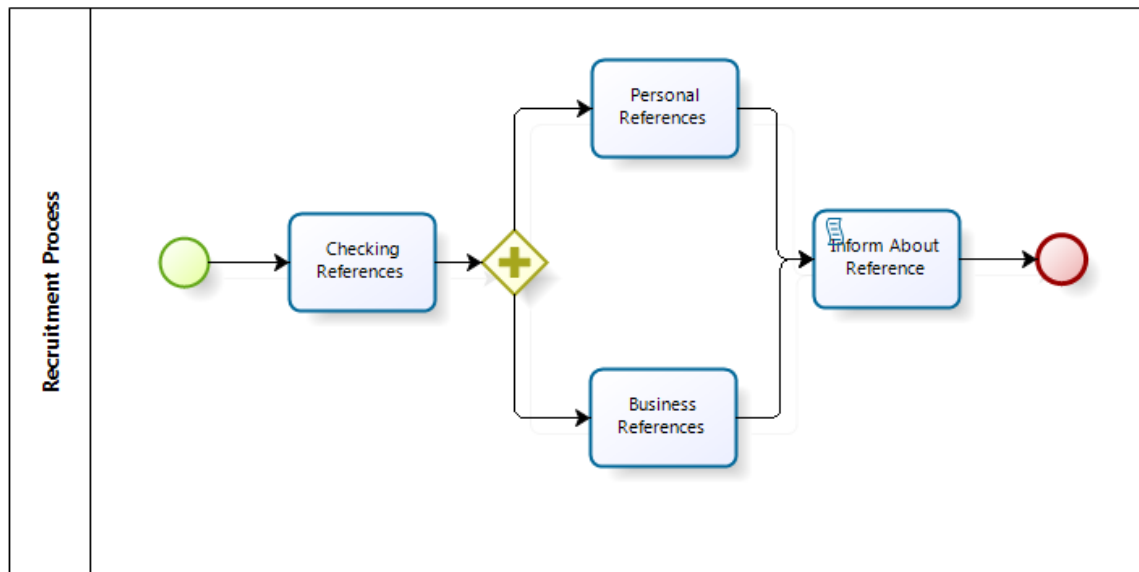 Recruitment Process
Checking
References
Personal
References
Business
References
Inform About
Reference